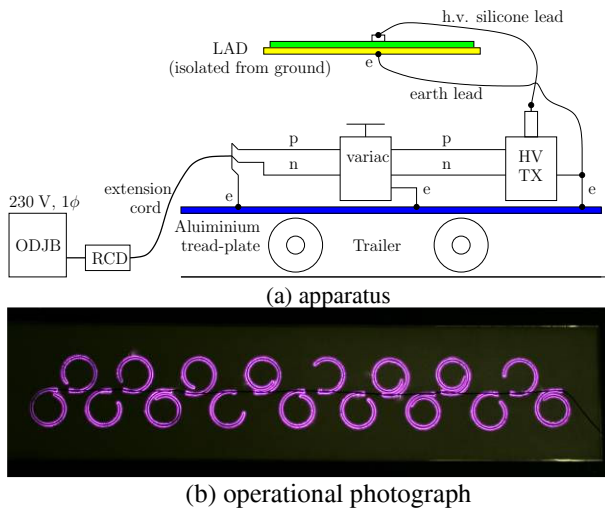 h.v. silicone lead
LAD
(isolated from ground)
e
earth lead
p
p
variac
HV
TX
n
n
extension
cord
e
e
e
230 V, 1ϕ
ODJB
RCD
Aluiminium
tread-plate
Trailer
(a) apparatus
(b) operational photograph